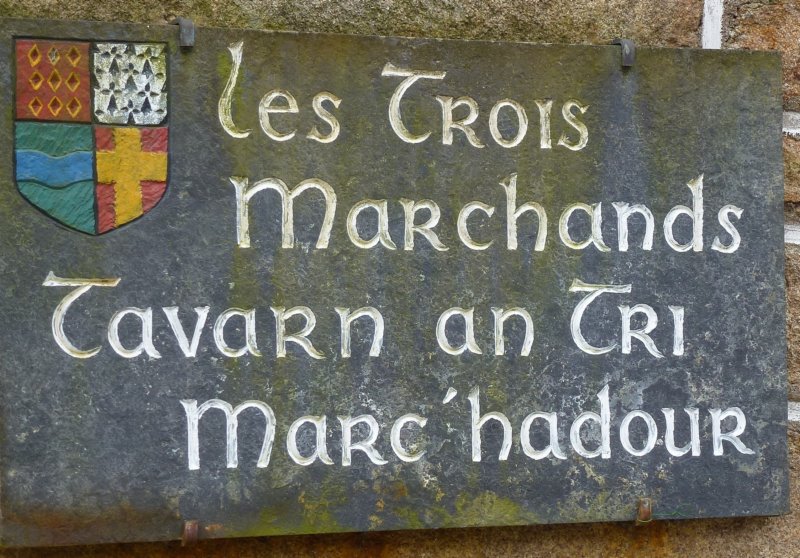 les Trois
Marchands
Tavarn an Tri
Marc'hadour